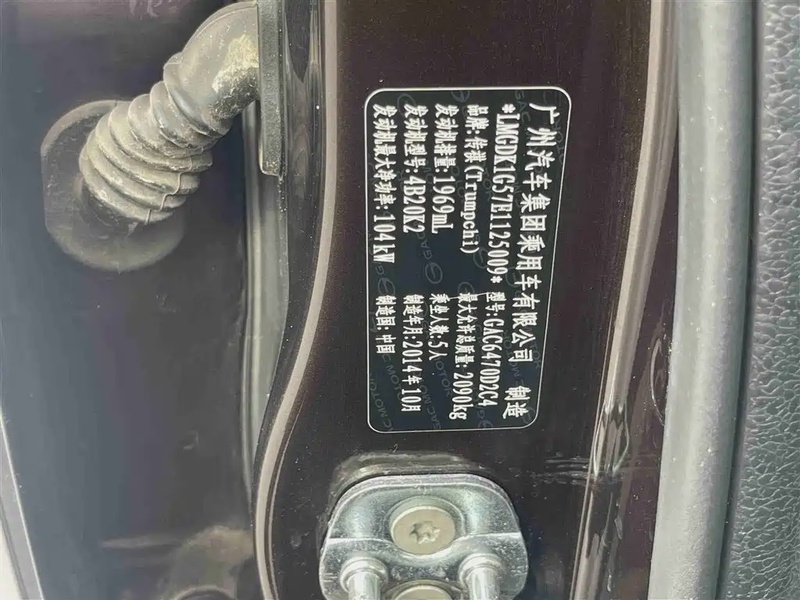 广州汽车集团乘用车有限公司 制造
*LMGDK1G57E1125009*
品牌:传祺(Trumpchi) 型号:GAC6470D2C4
发动机排量:1969mL 最大允许总质量:2090kg
发动机型号:4B20K2 乘坐人数:5人
发动机最大净功率:104kW 制造年月:2014年10月
制造国:中国
GAC MOTOR